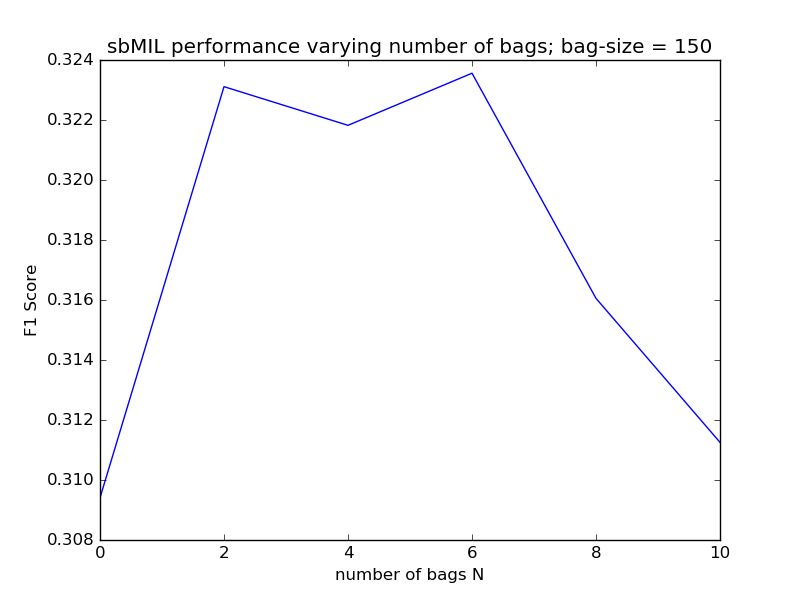 sbMIL performance varying number of bags; bag-size = 150
0.324
0.322
0.320
0.318
0.316
0.314
0.312
0.310
0.308
F1 Score
0 2 4 6 8 10
number of bags N